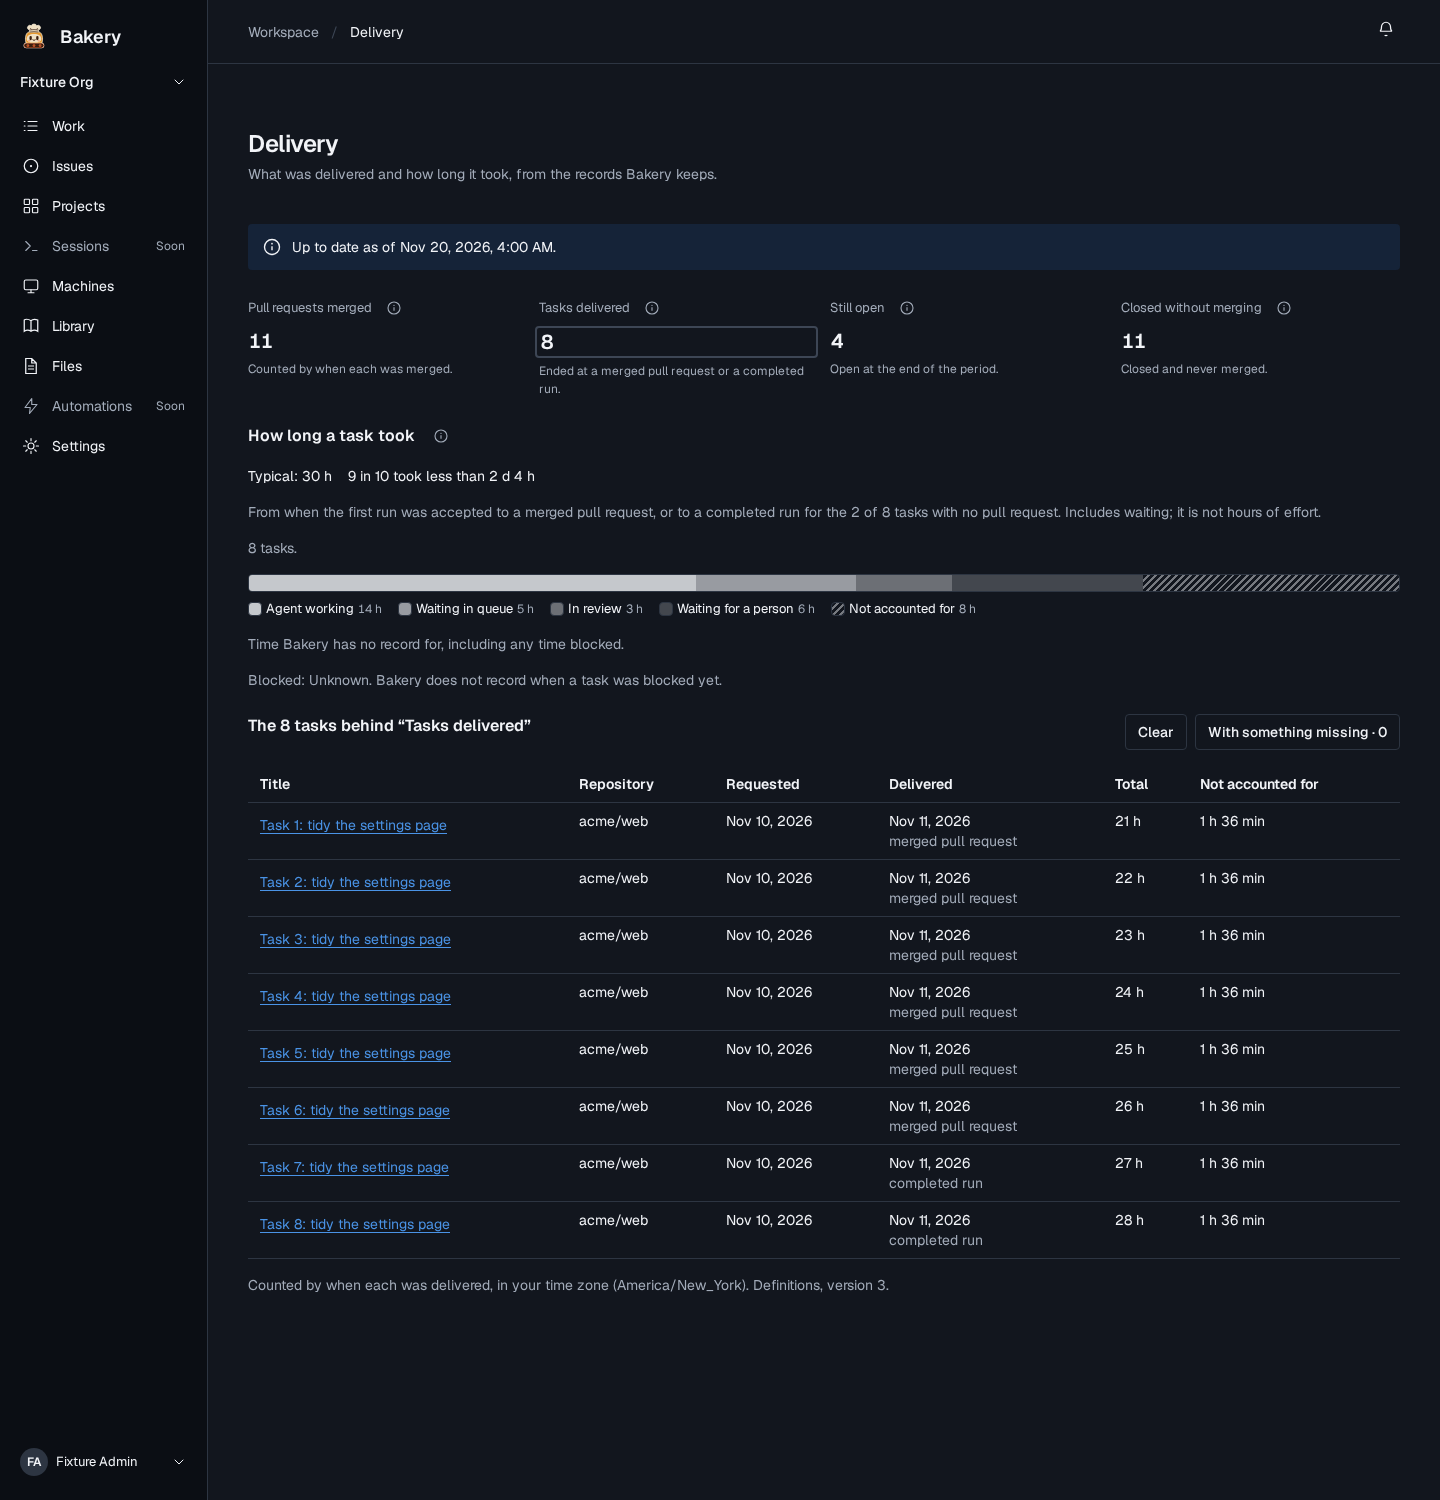 Bakery
Fixture Org
Work
Issues
Projects
Sessions Soon
Machines
Library
Files
Automations Soon
Settings
FA Fixture Admin
Workspace / Delivery
Delivery
What was delivered and how long it took, from the records Bakery keeps.
Up to date as of Nov 20, 2026, 4:00 AM.
Pull requests merged
11
Counted by when each was merged.
Tasks delivered
8
Ended at a merged pull request or a completed
run.
Still open
4
Open at the end of the period.
Closed without merging
11
Closed and never merged.
How long a task took
Typical: 30 h 9 in 10 took less than 2 d 4 h
From when the first run was accepted to a merged pull request, or to a completed run for the 2 of 8 tasks with no pull request. Includes waiting; it is not hours of effort.
8 tasks.
Agent working 14 h Waiting in queue 5 h In review 3 h Waiting for a person 6 h Not accounted for 8 h
Time Bakery has no record for, including any time blocked.
Blocked: Unknown. Bakery does not record when a task was blocked yet.
The 8 tasks behind “Tasks delivered”
Clear
With something missing · 0
Title Repository Requested Delivered Total Not accounted for
Task 1: tidy the settings page acme/web Nov 10, 2026 Nov 11, 2026 21 h 1 h 36 min
merged pull request
Task 2: tidy the settings page acme/web Nov 10, 2026 Nov 11, 2026 22 h 1 h 36 min
merged pull request
Task 3: tidy the settings page acme/web Nov 10, 2026 Nov 11, 2026 23 h 1 h 36 min
merged pull request
Task 4: tidy the settings page acme/web Nov 10, 2026 Nov 11, 2026 24 h 1 h 36 min
merged pull request
Task 5: tidy the settings page acme/web Nov 10, 2026 Nov 11, 2026 25 h 1 h 36 min
merged pull request
Task 6: tidy the settings page acme/web Nov 10, 2026 Nov 11, 2026 26 h 1 h 36 min
merged pull request
Task 7: tidy the settings page acme/web Nov 10, 2026 Nov 11, 2026 27 h 1 h 36 min
completed run
Task 8: tidy the settings page acme/web Nov 10, 2026 Nov 11, 2026 28 h 1 h 36 min
completed run
Counted by when each was delivered, in your time zone (America/New_York). Definitions, version 3.